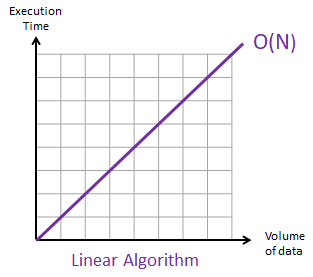 Execution
Time
O(N)
Volume
of data
Linear Algorithm